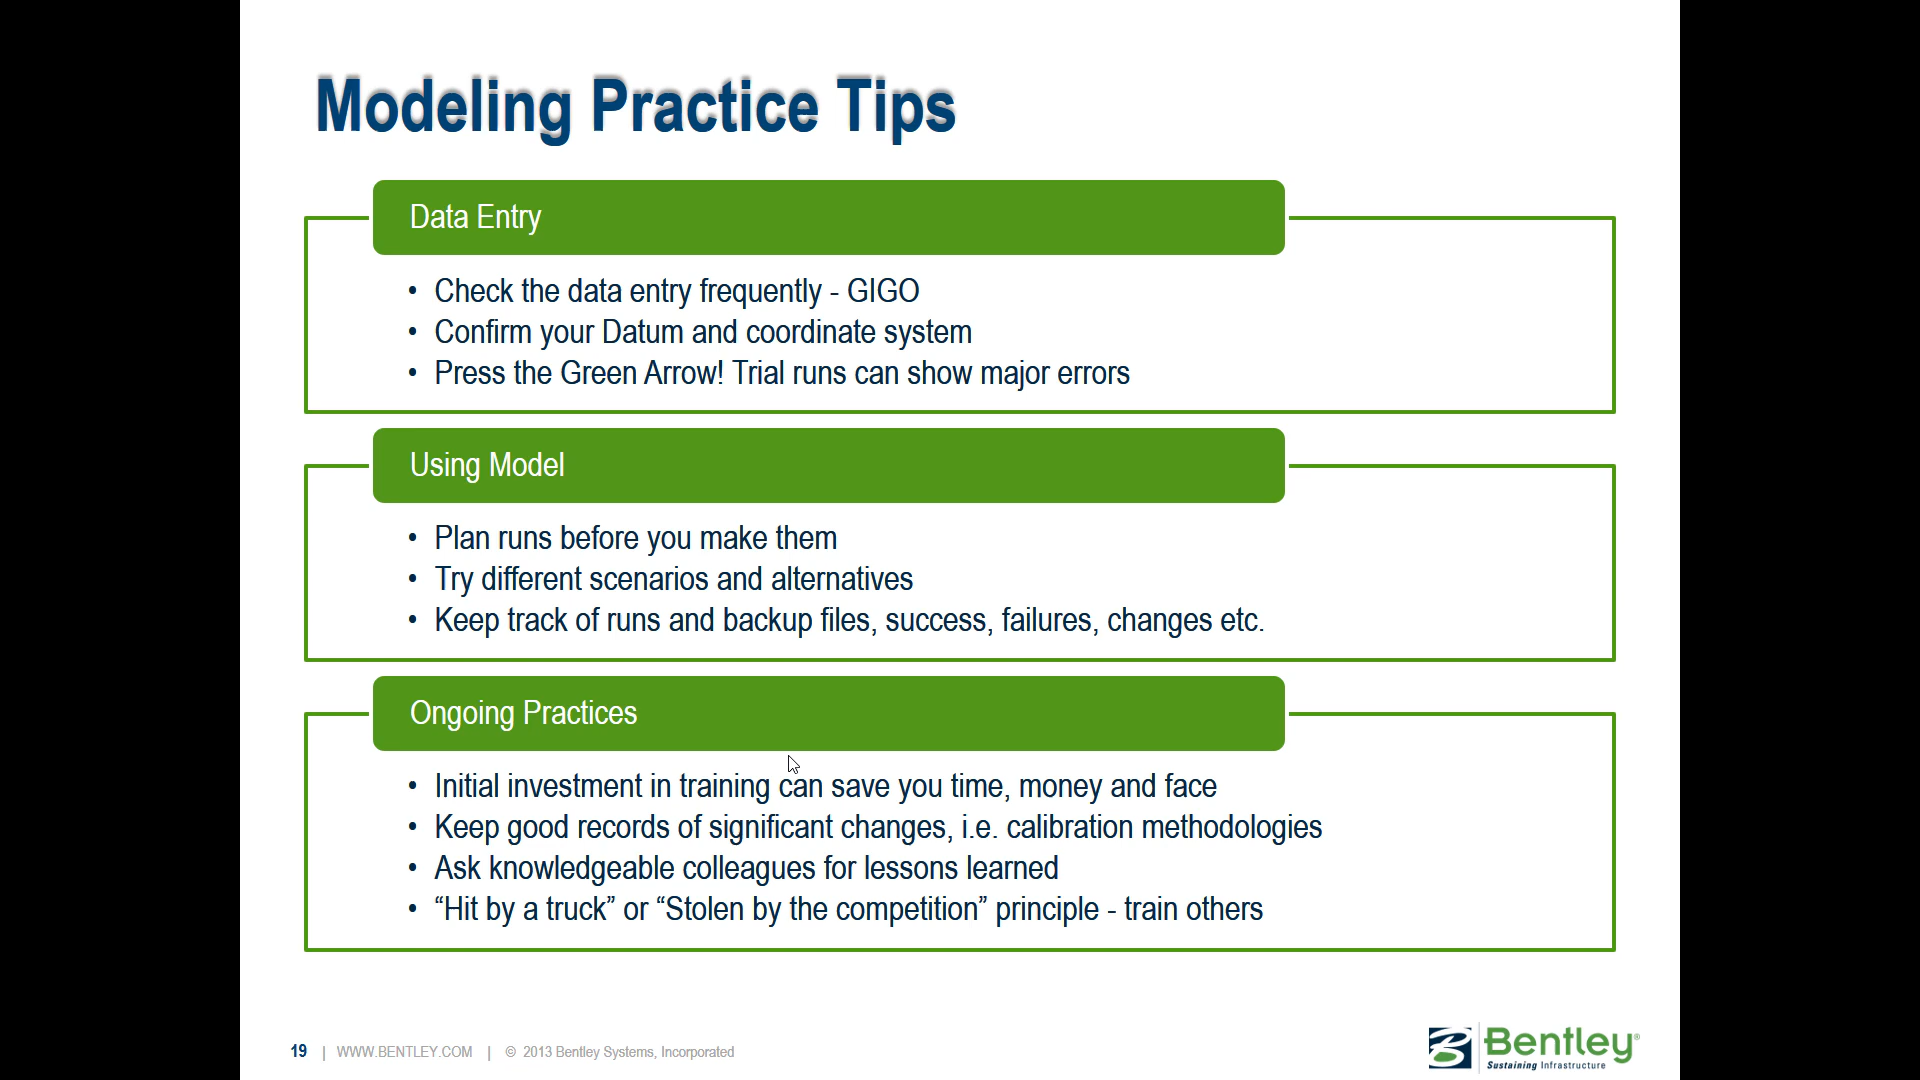 Modeling Practice Tips
Data Entry
• Check the data entry frequently - GIGO
• Confirm your Datum and coordinate system
• Press the Green Arrow! Trial runs can show major errors
Using Model
• Plan runs before you make them
• Try different scenarios and alternatives
• Keep track of runs and backup files, success, failures, changes etc.
Ongoing Practices
• Initial investment in training can save you time, money and face
• Keep good records of significant changes, i.e. calibration methodologies
• Ask knowledgeable colleagues for lessons learned
• “Hit by a truck” or “Stolen by the competition” principle - train others
19 | WWW.BENTLEY.COM | © 2013 Bentley Systems, Incorporated
Bentley®
Sustaining Infrastructure